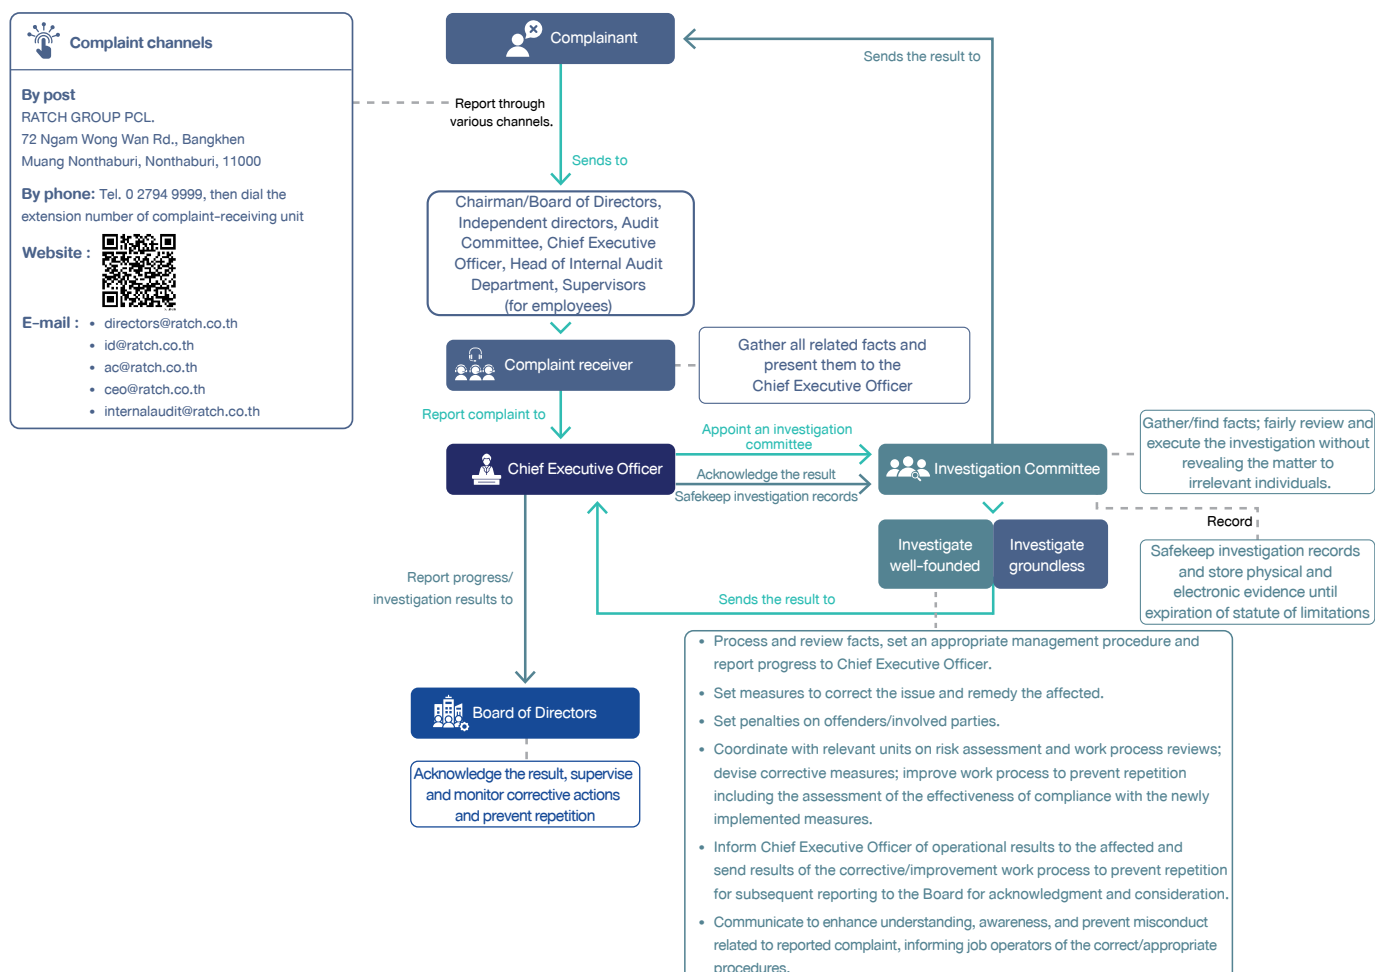 Complaint channels
By post
RATCH GROUP PCL.
72 Ngam Wong Wan Rd., Bangkhen
Muang Nonthaburi, Nonthaburi, 11000
By phone: Tel. 0 2794 9999, then dial the
extension number of complaint-receiving unit
Website :
E-mail : • directors@ratch.co.th
• id@ratch.co.th
• ac@ratch.co.th
• ceo@ratch.co.th
• internalaudit@ratch.co.th
Complainant
Sends the result to
Report through
various channels.
Sends to
Chairman/Board of Directors,
Independent directors, Audit
Committee, Chief Executive
Officer, Head of Internal Audit
Department, Supervisors
(for employees)
Complaint receiver
Gather all related facts and
present them to the
Chief Executive Officer
Report complaint to
Chief Executive Officer
Appoint an investigation
committee
Acknowledge the result
Safekeep investigation records
Investigation Committee
Gather/find facts; fairly review and
execute the investigation without
revealing the matter to
irrelevant individuals.
Record
Safekeep investigation records
and store physical and
electronic evidence until
expiration of statute of limitations
Investigate
well-founded
Investigate
groundless
Sends the result to
Report progress/
investigation results to
Board of Directors
Acknowledge the result, supervise
and monitor corrective actions
and prevent repetition
• Process and review facts, set an appropriate management procedure and
report progress to Chief Executive Officer.
• Set measures to correct the issue and remedy the affected.
• Set penalties on offenders/involved parties.
• Coordinate with relevant units on risk assessment and work process reviews;
devise corrective measures; improve work process to prevent repetition
including the assessment of the effectiveness of compliance with the newly
implemented measures.
• Inform Chief Executive Officer of operational results to the affected and
send results of the corrective/improvement work process to prevent repetition
for subsequent reporting to the Board for acknowledgment and consideration.
• Communicate to enhance understanding, awareness, and prevent misconduct
related to reported complaint, informing job operators of the correct/appropriate
procedures.